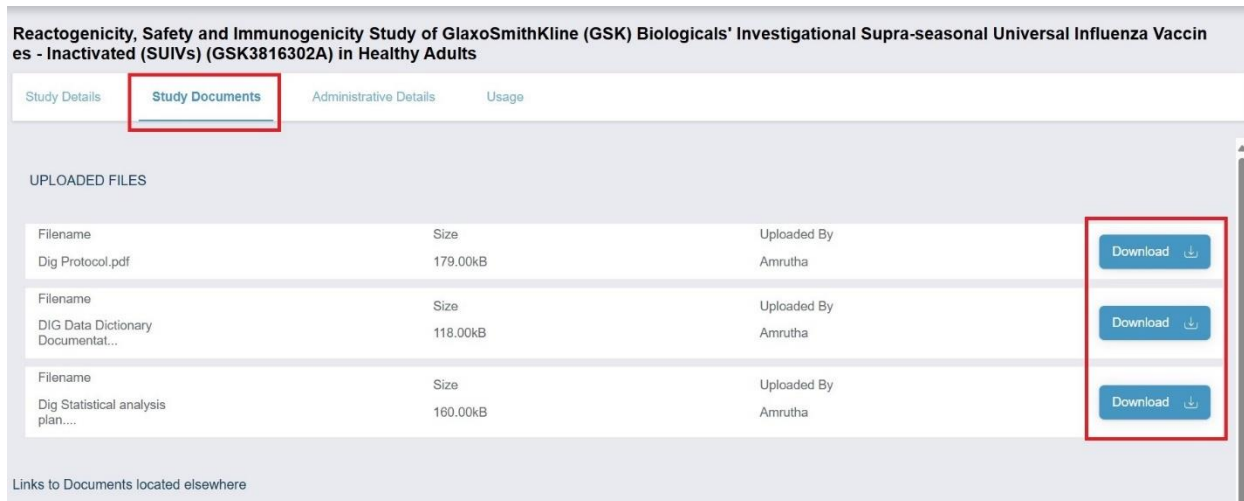 Reactogenicity, Safety and Immunogenicity Study of GlaxoSmithKline (GSK) Biologicals' Investigational Supra-seasonal Universal Influenza Vaccin
es - Inactivated (SUIVs) (GSK3816302A) in Healthy Adults
Study Details Study Documents Administrative Details Usage
UPLOADED FILES
Filename Size Uploaded By
Dig Protocol.pdf 179.00kB Amrutha Download
Filename Size Uploaded By
DIG Data Dictionary
Documentat... 118.00kB Amrutha Download
Filename Size Uploaded By
Dig Statistical analysis
plan.... 160.00kB Amrutha Download
Links to Documents located elsewhere